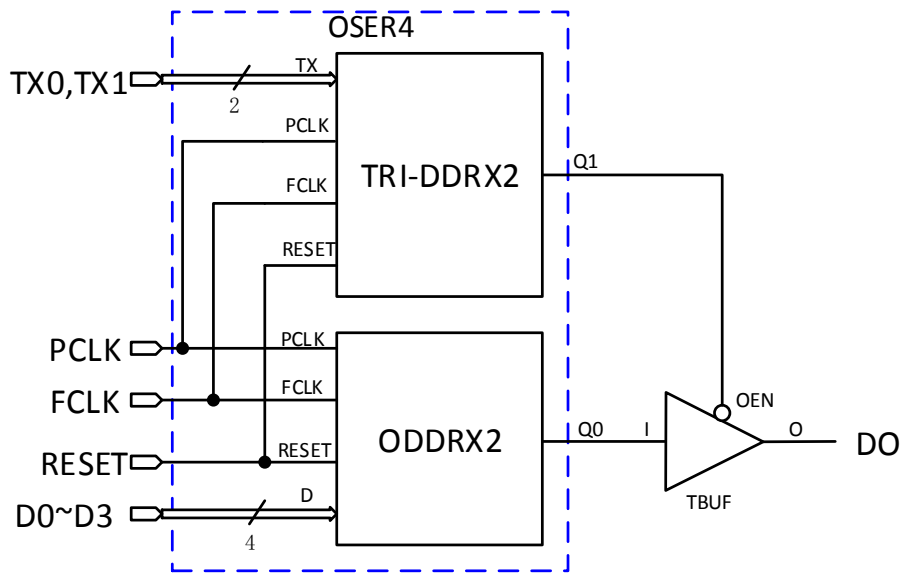 OSER4
TX0,TX1
2
TX
PCLK
FCLK
RESET
TRI-DDRX2
Q1
PCLK
FCLK
RESET
D0~D3
4
PCLK
FCLK
RESET
D
ODDRX2
Q0
I
OEN
O
DO
TBUF